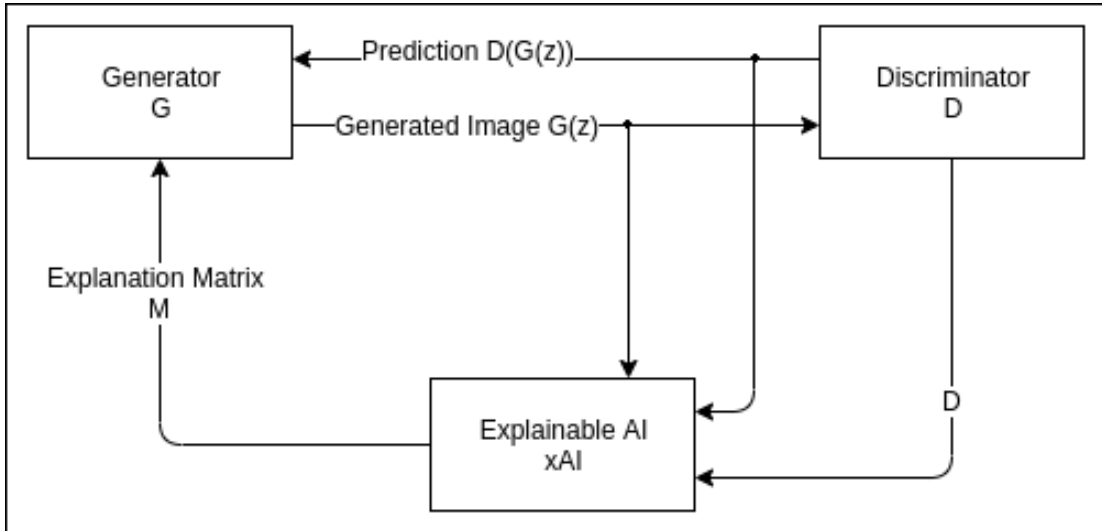 Prediction D(G(z))
Generator
G
Discriminator
D
Generated Image G(z)
Explanation Matrix
M
D
Explainable AI
xAI